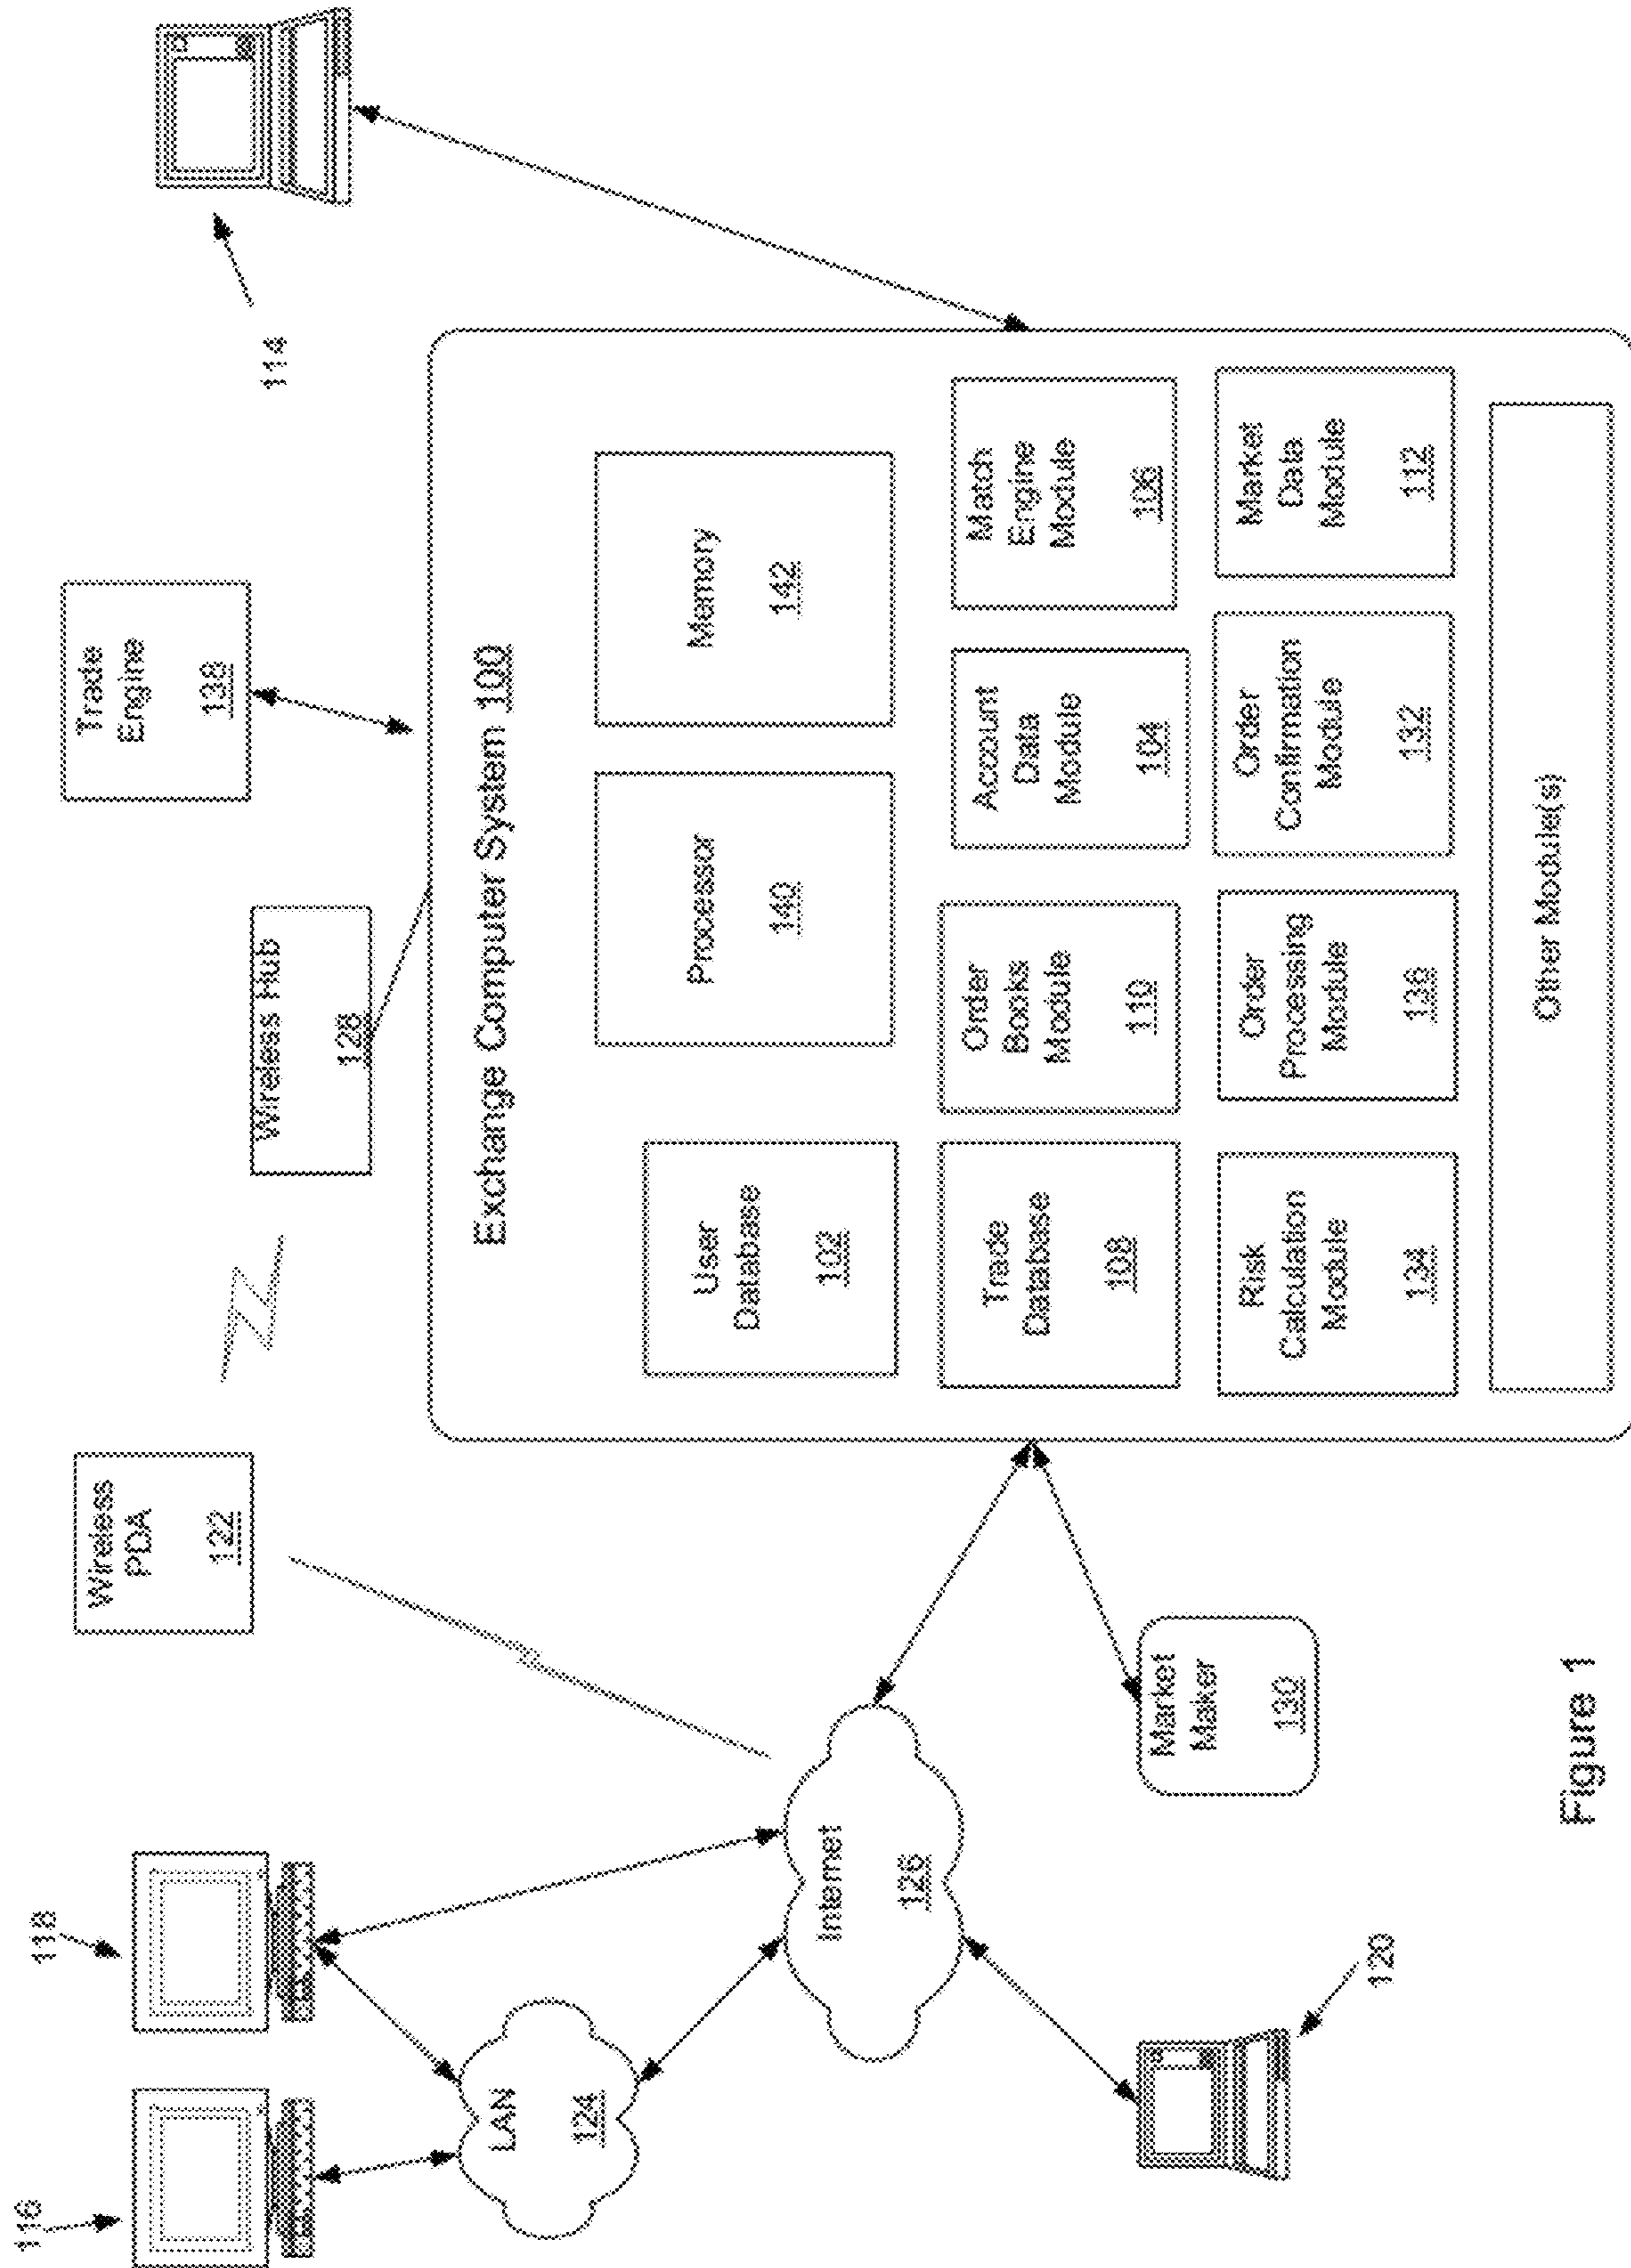 116
118
Wireless
PDA
122
Wireless Hub
128
Trade
Engine
138
114
LAN
124
Internet
126
120
Market
Maker
130
Exchange Computer System 100
User
Database
102
Processor
140
Memory
142
Trade
Database
108
Order
Books
Module
110
Account
Data
Module
104
Match
Engine
Module
106
Risk
Calculation
Module
134
Order
Processing
Module
136
Order
Confirmation
Module
132
Market
Data
Module
112
Other Module(s)
Figure 1